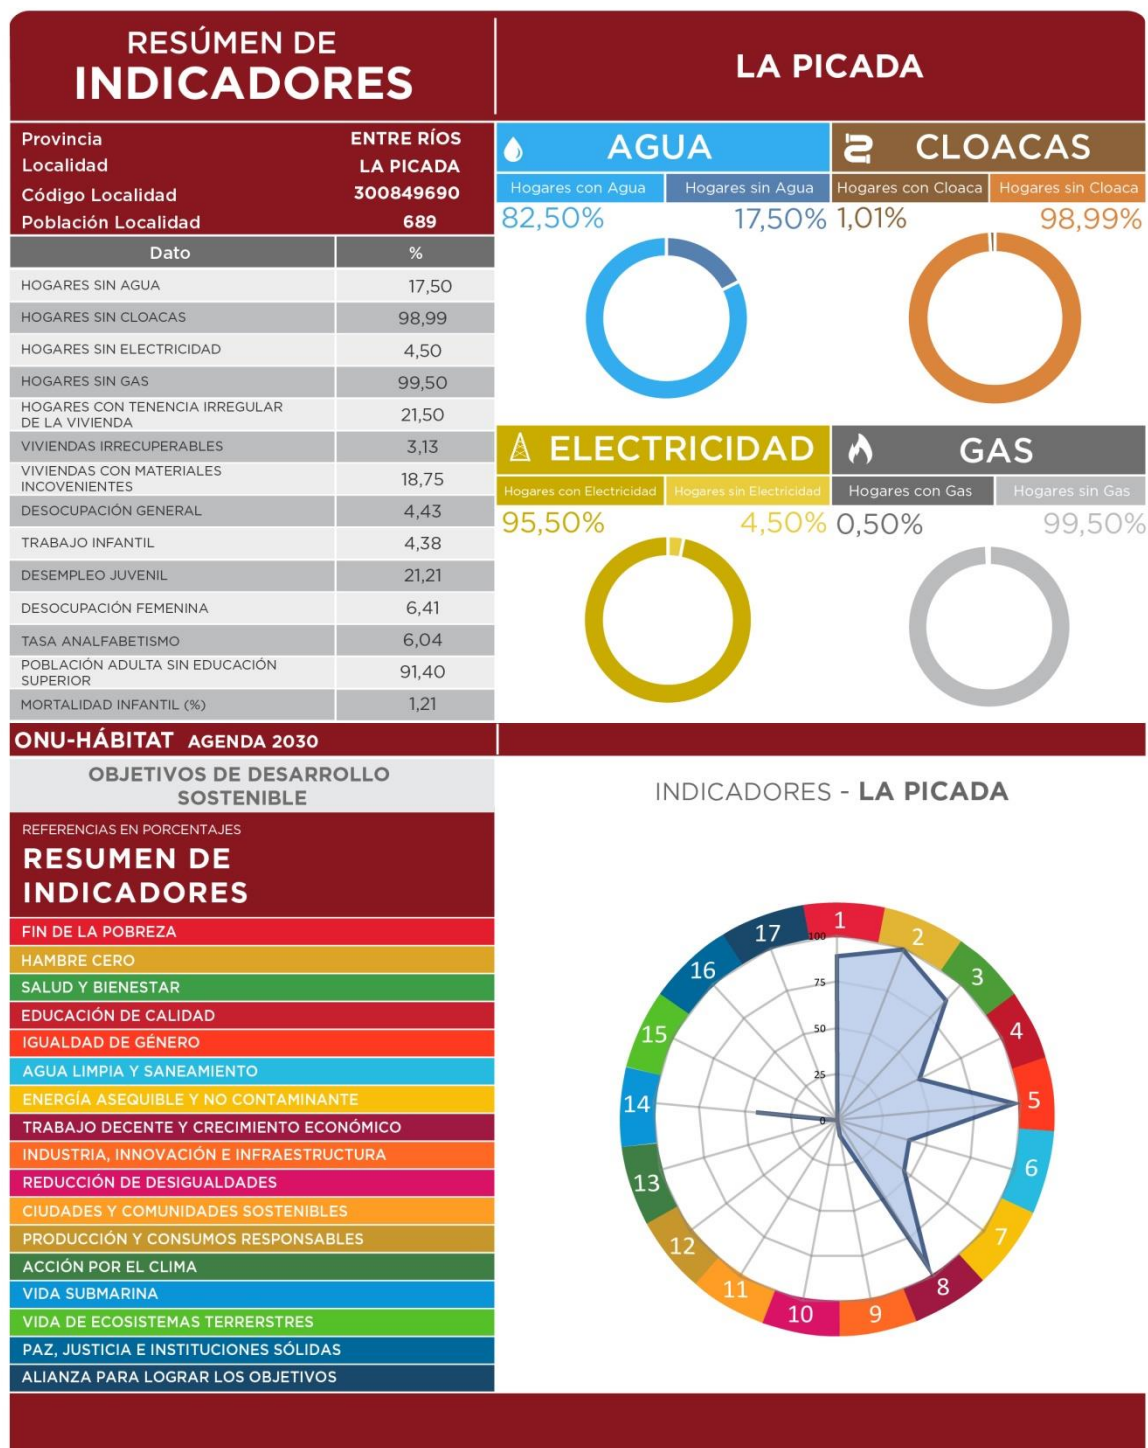 RESÚMEN DE
INDICADORES
LA PICADA
Provincia ENTRE RÍOS
Localidad LA PICADA
Código Localidad 300849690
Población Localidad 689
Dato %
HOGARES SIN AGUA 17,50
HOGARES SIN CLOACAS 98,99
HOGARES SIN ELECTRICIDAD 4,50
HOGARES SIN GAS 99,50
HOGARES CON TENENCIA IRREGULAR
DE LA VIVIENDA 21,50
VIVIENDAS IRRECUPERABLES 3,13
VIVIENDAS CON MATERIALES
INCOVENIENTES 18,75
DESOCUPACIÓN GENERAL 4,43
TRABAJO INFANTIL 4,38
DESEMPLEO JUVENIL 21,21
DESOCUPACIÓN FEMENINA 6,41
TASA ANALFABETISMO 6,04
POBLACIÓN ADULTA SIN EDUCACIÓN
SUPERIOR 91,40
MORTALIDAD INFANTIL (%) 1,21
AGUA
Hogares con Agua Hogares sin Agua
82,50% 17,50%
CLOACAS
Hogares con Cloaca Hogares sin Cloaca
1,01% 98,99%
ELECTRICIDAD
Hogares con Electricidad Hogares sin Electricidad
95,50% 4,50%
GAS
Hogares con Gas Hogares sin Gas
0,50% 99,50%
ONU-HÁBITAT AGENDA 2030
OBJETIVOS DE DESARROLLO
SOSTENIBLE
REFERENCIAS EN PORCENTAJES
RESUMEN DE
INDICADORES
FIN DE LA POBREZA
HAMBRE CERO
SALUD Y BIENESTAR
EDUCACIÓN DE CALIDAD
IGUALDAD DE GÉNERO
AGUA LIMPIA Y SANEAMIENTO
ENERGÍA ASEQUIBLE Y NO CONTAMINANTE
TRABAJO DECENTE Y CRECIMIENTO ECONÓMICO
INDUSTRIA, INNOVACIÓN E INFRAESTRUCTURA
REDUCCIÓN DE DESIGUALDADES
CIUDADES Y COMUNIDADES SOSTENIBLES
PRODUCCIÓN Y CONSUMOS RESPONSABLES
ACCIÓN POR EL CLIMA
VIDA SUBMARINA
VIDA DE ECOSISTEMAS TERRERSTRES
PAZ, JUSTICIA E INSTITUCIONES SÓLIDAS
ALIANZA PARA LOGRAR LOS OBJETIVOS
INDICADORES - LA PICADA
1
2
3
4
5
6
7
8
9
10
11
12
13
14
15
16
17
100
75
50
25
0